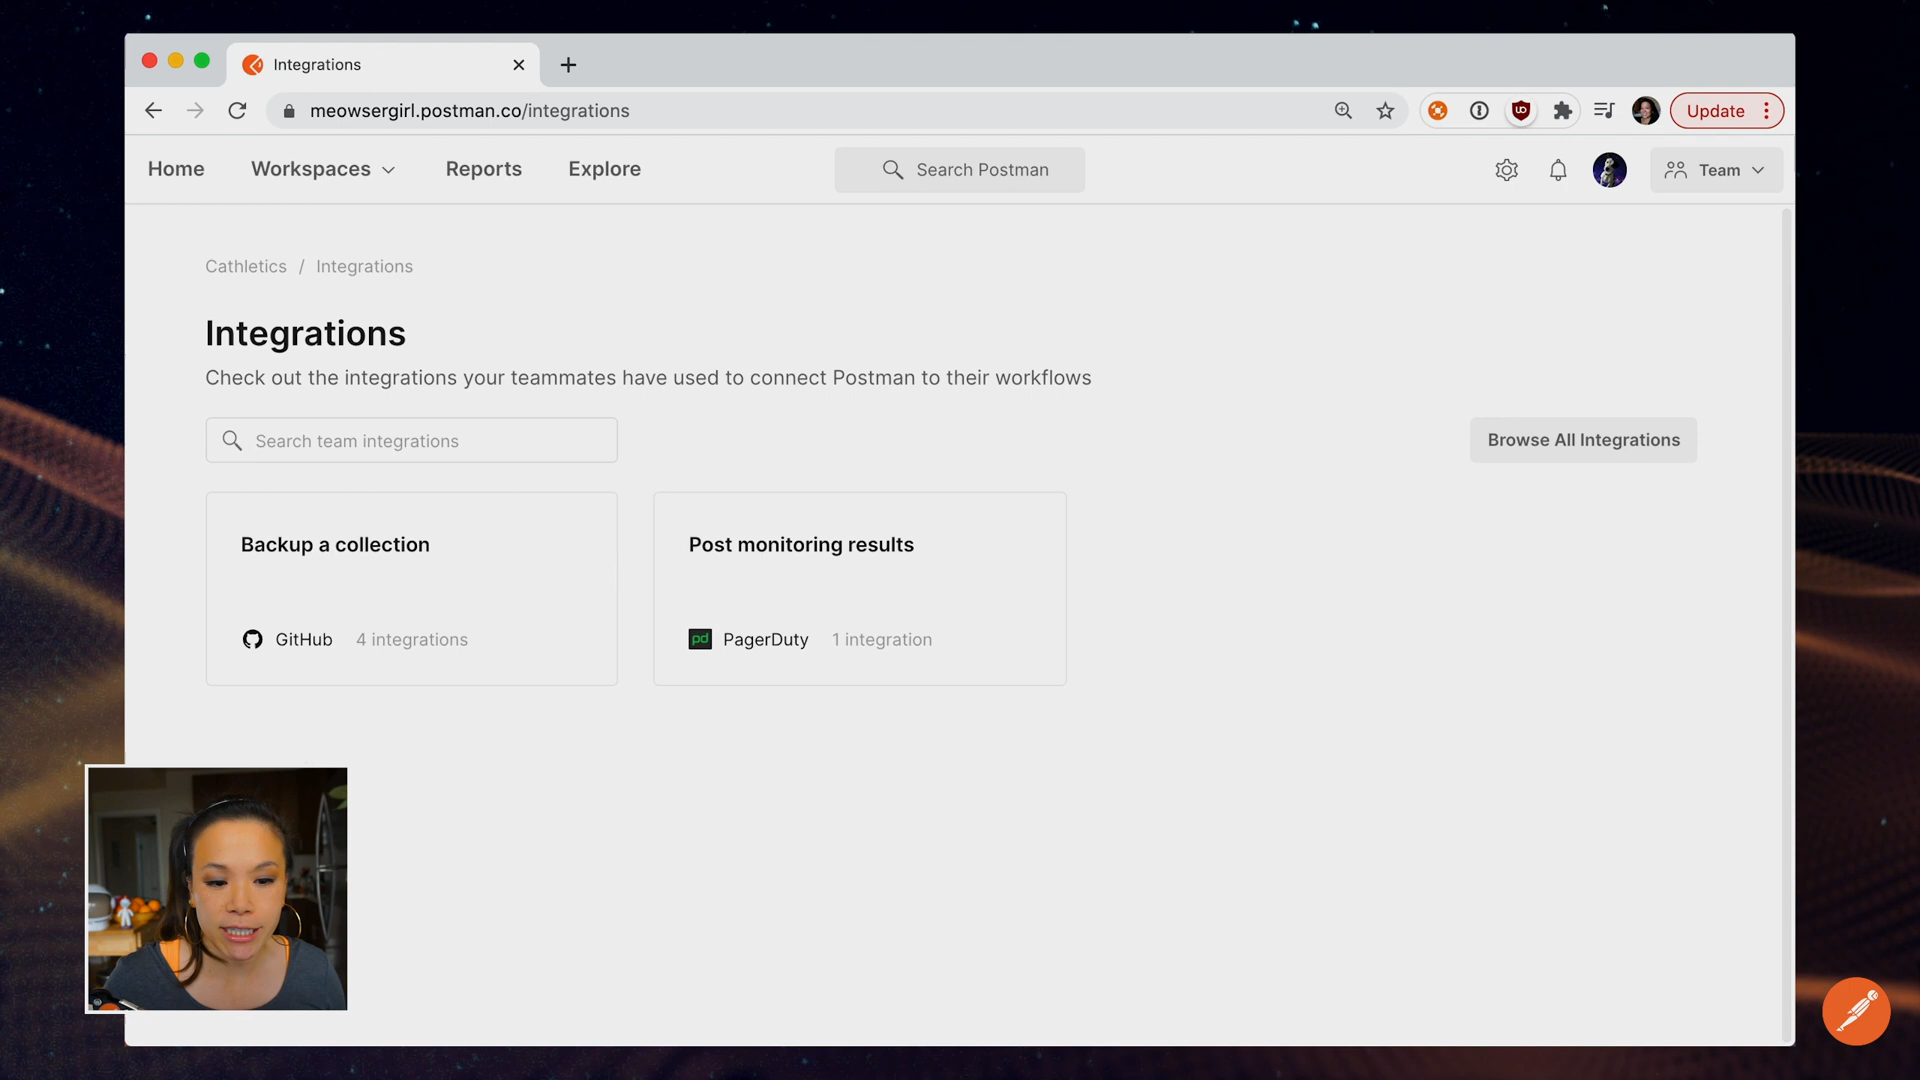 Integrations
meowsergirl.postman.co/integrations
Update
Home Workspaces Reports Explore Search Postman Team
Cathletics / Integrations
Integrations
Check out the integrations your teammates have used to connect Postman to their workflows
Search team integrations Browse All Integrations
Backup a collection
GitHub 4 integrations
Post monitoring results
pd PagerDuty 1 integration